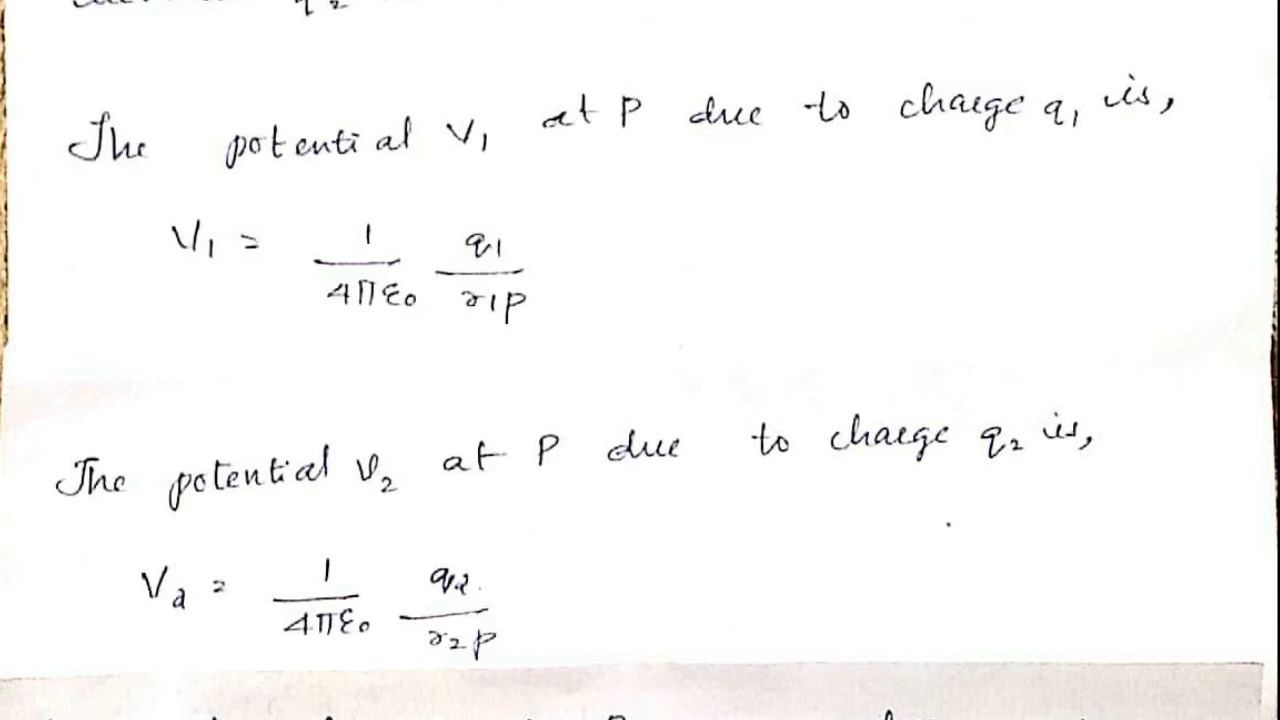 q₂
The potential V₁ at P due to charge q₁ is,
V₁ = 1/4πε₀ q₁/r₁p
The potential V₂ at P due to charge q₂ is,
V₂ = 1/4πε₀ q₂/r₂p